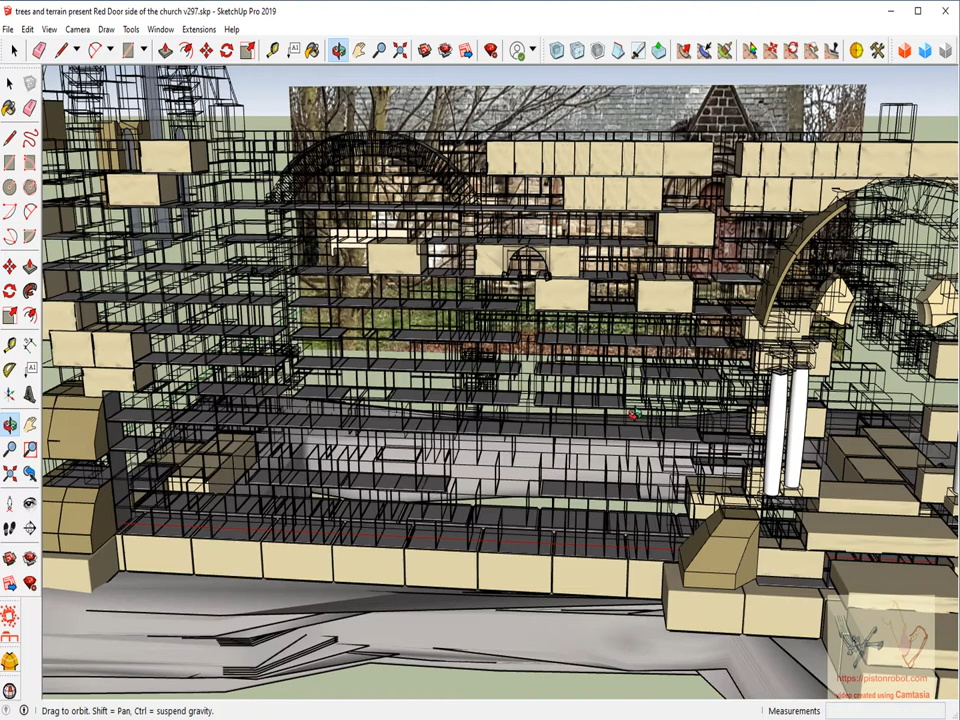 trees and terrain present Red Door side of the church v297.skp - SketchUp Pro 2019
File Edit View Camera Draw Tools Window Extensions Help
https://pistonrobot.com
video created using Camtasia
Drag to orbit. Shift = Pan, Ctrl = suspend gravity.
Measurements